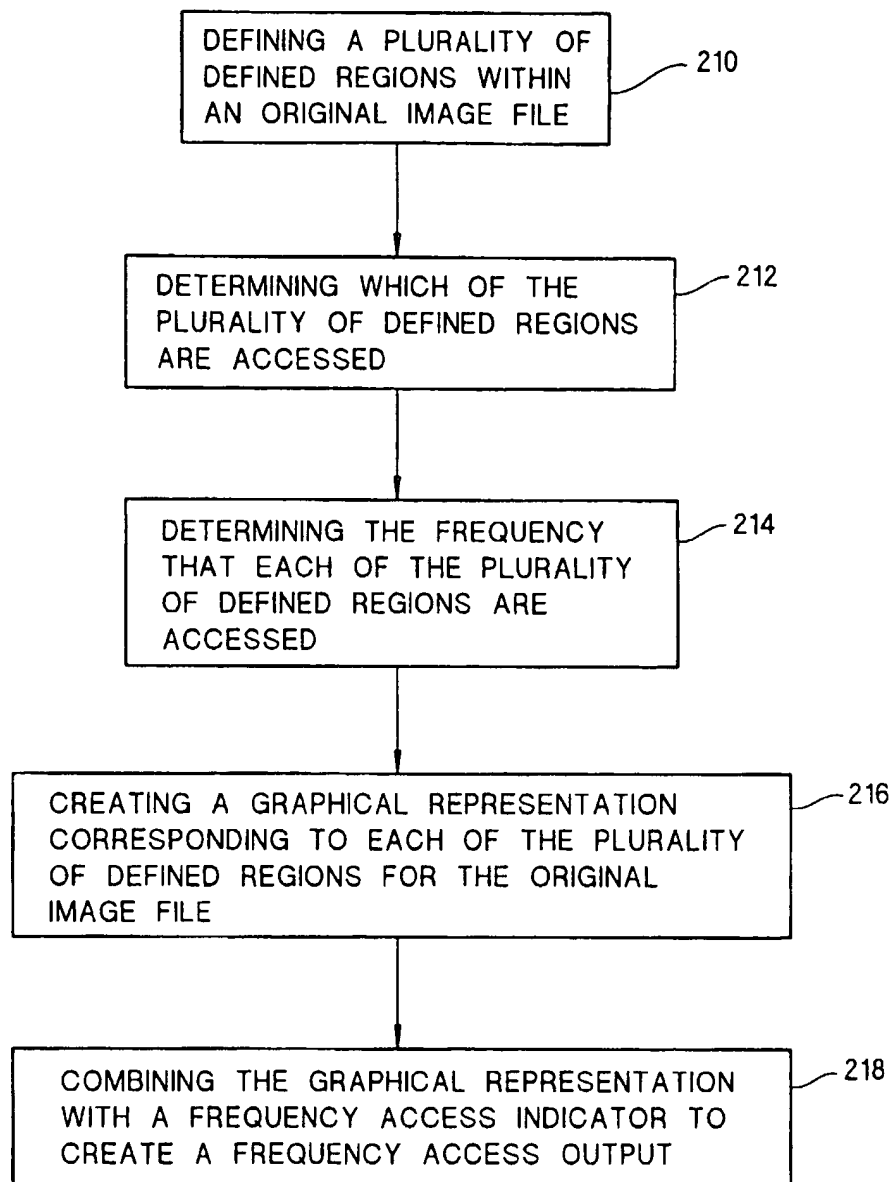 DEFINING A PLURALITY OF
DEFINED REGIONS WITHIN
AN ORIGINAL IMAGE FILE
210
DETERMINING WHICH OF THE
PLURALITY OF DEFINED REGIONS
ARE ACCESSED
212
DETERMINING THE FREQUENCY
THAT EACH OF THE PLURALITY
OF DEFINED REGIONS ARE
ACCESSED
214
CREATING A GRAPHICAL REPRESENTATION
CORRESPONDING TO EACH OF THE PLURALITY
OF DEFINED REGIONS FOR THE ORIGINAL
IMAGE FILE
216
COMBINING THE GRAPHICAL REPRESENTATION
WITH A FREQUENCY ACCESS INDICATOR TO
CREATE A FREQUENCY ACCESS OUTPUT
218